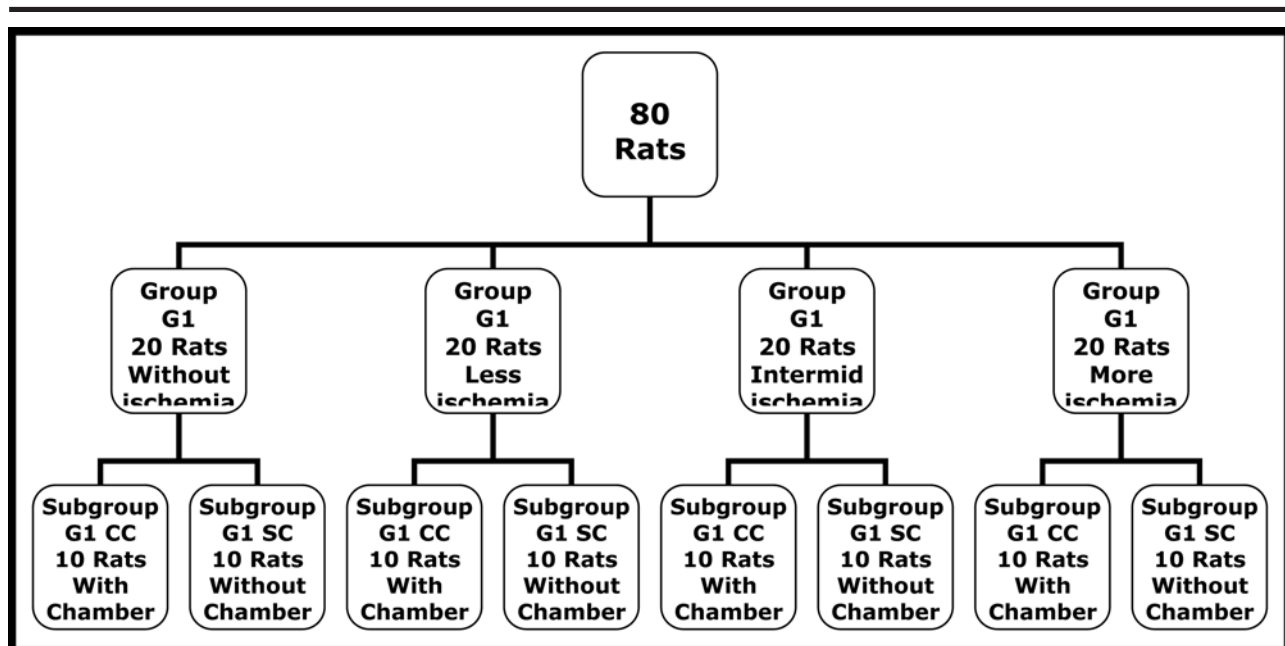 80
Rats
Group
G1
20 Rats
Without
ischemia
Group
G1
20 Rats
Less
ischemia
Group
G1
20 Rats
Intermid
ischemia
Group
G1
20 Rats
More
ischemia
Subgroup
G1 CC
10 Rats
With
Chamber
Subgroup
G1 SC
10 Rats
Without
Chamber
Subgroup
G1 CC
10 Rats
With
Chamber
Subgroup
G1 SC
10 Rats
Without
Chamber
Subgroup
G1 CC
10 Rats
With
Chamber
Subgroup
G1 SC
10 Rats
Without
Chamber
Subgroup
G1 CC
10 Rats
With
Chamber
Subgroup
G1 SC
10 Rats
Without
Chamber